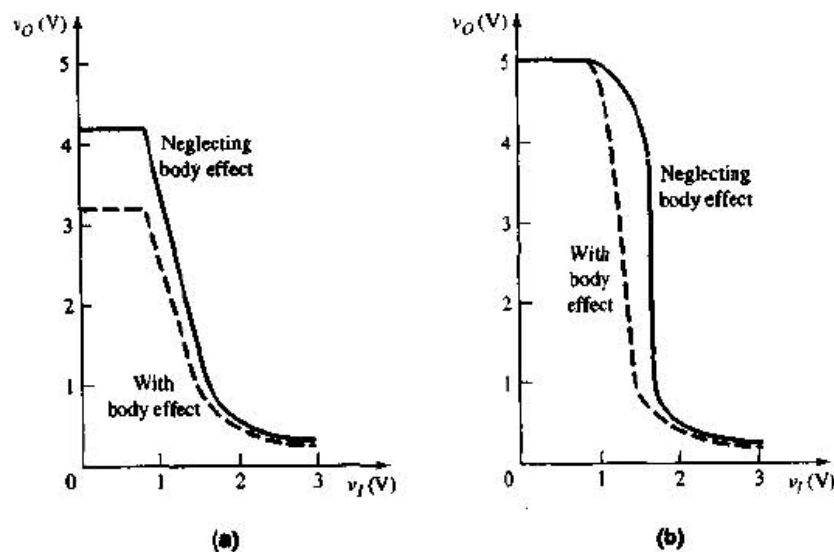 v_O (V)
5
4
3
2
1
0
1
2
3
v_I (V)
Neglecting
body effect
With
body effect
(a)
v_O (V)
5
4
3
2
1
0
1
2
3
v_I (V)
Neglecting
body effect
With
body
effect
(b)